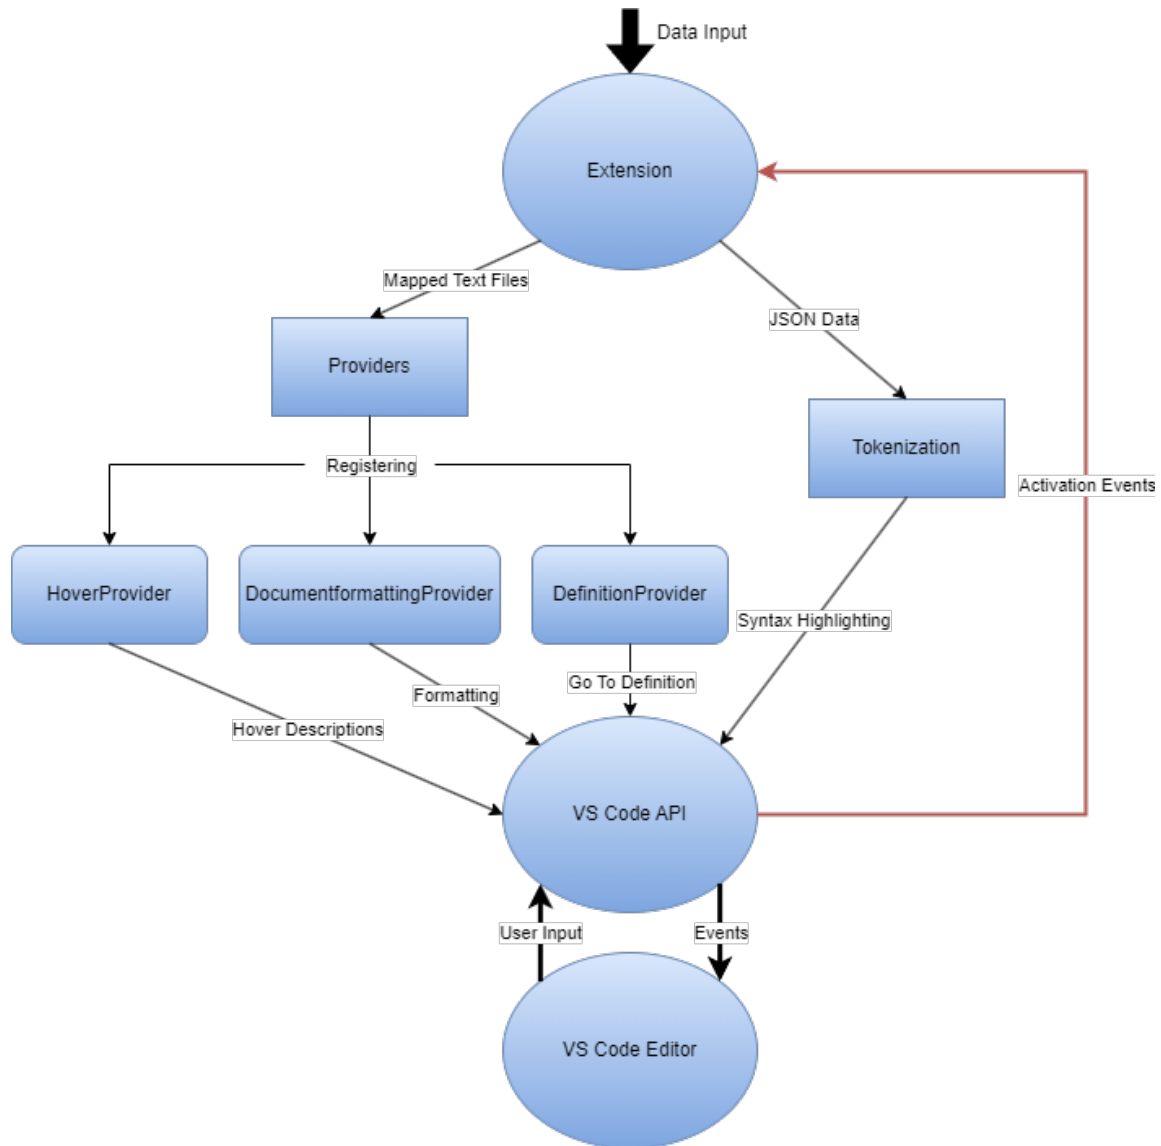 Data Input
Extension
Mapped Text Files
JSON Data
Providers
Tokenization
Registering
Activation Events
HoverProvider
DocumentformattingProvider
DefinitionProvider
Syntax Highlighting
Go To Definition
Formatting
Hover Descriptions
VS Code API
User Input
Events
VS Code Editor